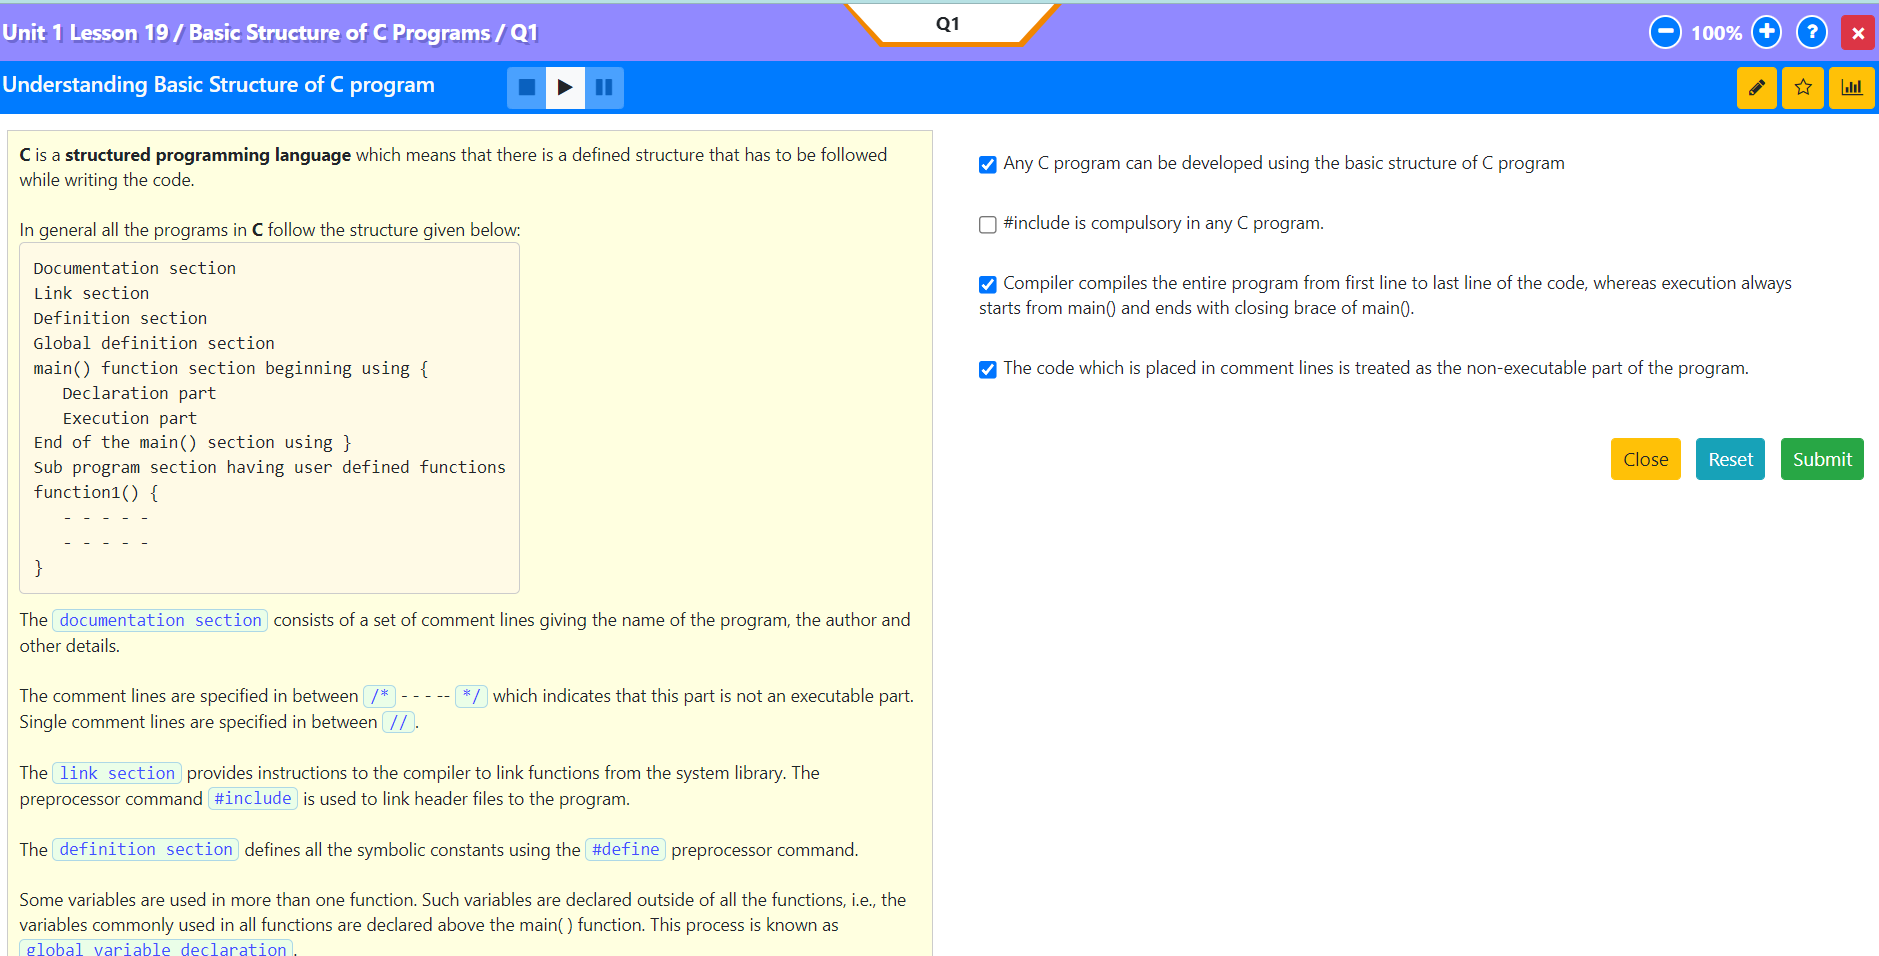 Unit 1 Lesson 19 / Basic Structure of C Programs / Q1
Q1
100%
?
Understanding Basic Structure of C program
C is a structured programming language which means that there is a defined structure that has to be followed
while writing the code.
In general all the programs in C follow the structure given below:
Documentation section
Link section
Definition section
Global definition section
main() function section beginning using {
Declaration part
Execution part
End of the main() section using }
Sub program section having user defined functions
function1() {
- - - - -
- - - - -
}
The documentation section consists of a set of comment lines giving the name of the program, the author and
other details.
The comment lines are specified in between /* - - - -- */ which indicates that this part is not an executable part.
Single comment lines are specified in between //.
The link section provides instructions to the compiler to link functions from the system library. The
preprocessor command #include is used to link header files to the program.
The definition section defines all the symbolic constants using the #define preprocessor command.
Some variables are used in more than one function. Such variables are declared outside of all the functions, i.e., the
variables commonly used in all functions are declared above the main( ) function. This process is known as
global variable declaration.
Any C program can be developed using the basic structure of C program
#include is compulsory in any C program.
Compiler compiles the entire program from first line to last line of the code, whereas execution always
starts from main() and ends with closing brace of main().
The code which is placed in comment lines is treated as the non-executable part of the program.
Close
Reset
Submit